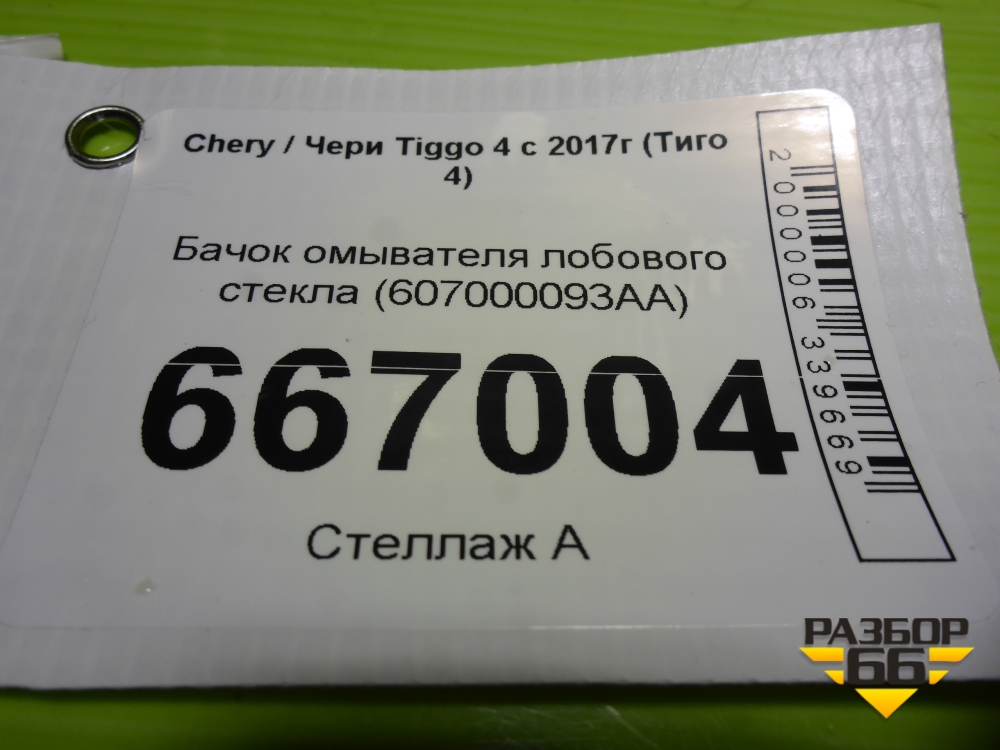 Chery / Чери Tiggo 4 с 2017г (Тиго
4)
Бачок омывателя лобового
стекла (607000093AA)
667004
Стеллаж А
2000006339669
РАЗБОР
66